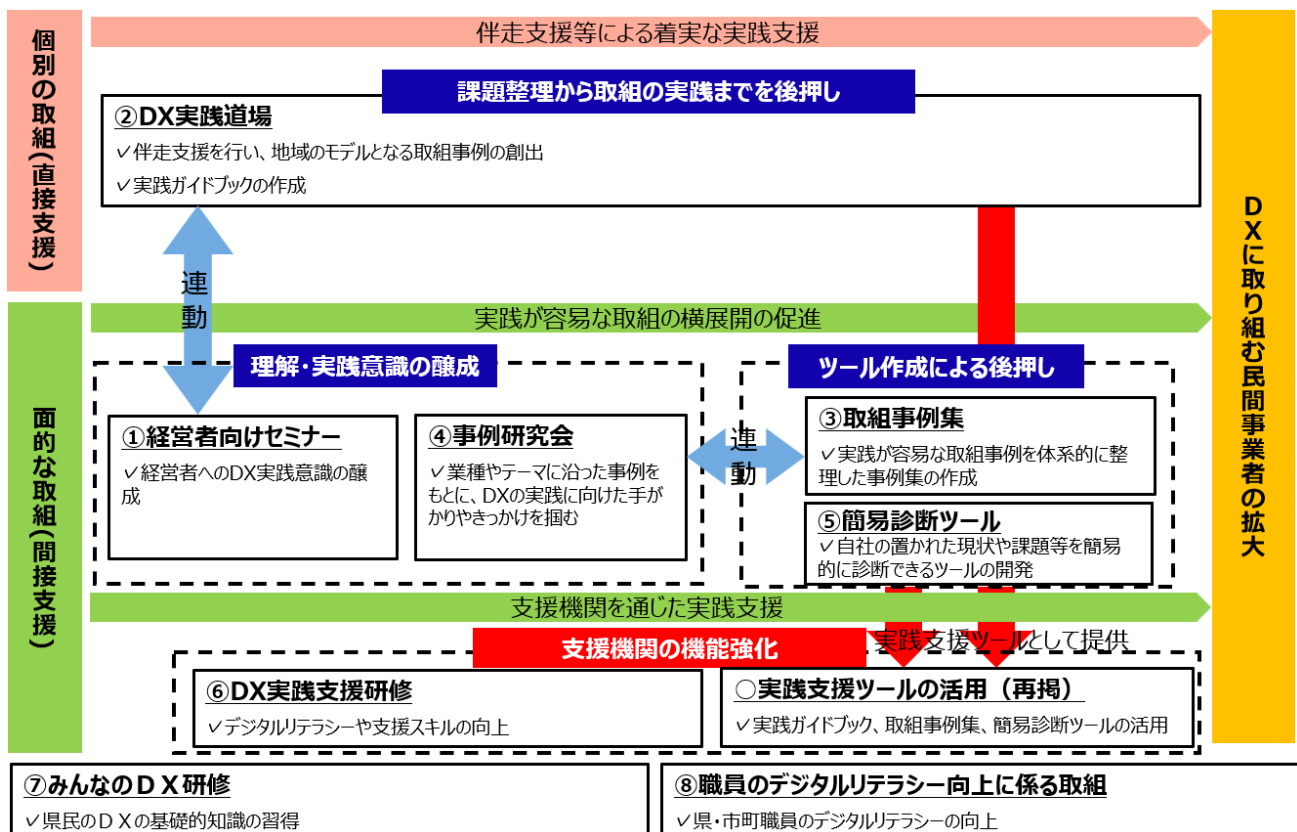 個別の取組(直接支援)
伴走支援等による着実な実践支援
課題整理から取組の実践までを後押し
②DX実践道場
✓伴走支援を行い、地域のモデルとなる取組事例の創出
✓実践ガイドブックの作成
連動
DXに取り組む民間事業者の拡大
面的な取組(間接支援)
実践が容易な取組の横展開の促進
理解・実践意識の醸成
①経営者向けセミナー
✓経営者へのDX実践意識の醸
成
④事例研究会
✓業種やテーマに沿った事例を
もとに、DXの実践に向けた手が
かりやきっかけを掴む
連動
ツール作成による後押し
③取組事例集
✓実践が容易な取組事例を体系的に整
理した事例集の作成
⑤簡易診断ツール
✓自社の置かれた現状や課題等を簡易
的に診断できるツールの開発
支援機関を通じた実践支援
支援機関の機能強化
実践支援ツールとして提供
⑥DX実践支援研修
✓デジタルリテラシーや支援スキルの向上
○実践支援ツールの活用（再掲）
✓実践ガイドブック、取組事例集、簡易診断ツールの活用
⑦みんなのＤＸ研修
✓県民のＤＸの基礎的知識の習得
⑧職員のデジタルリテラシー向上に係る取組
✓県・市町職員のデジタルリテラシーの向上